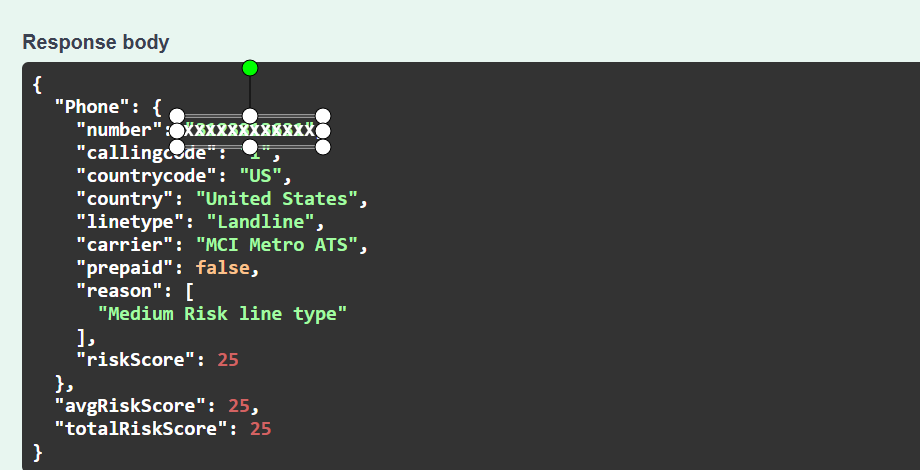 Response body
{
"Phone": {
"number":
"callingcode": "1",
"countrycode": "US",
"country": "United States",
"linetype": "Landline",
"carrier": "MCI Metro ATS",
"prepaid": false,
"reason": [
"Medium Risk line type"
],
"riskScore": 25
},
"avgRiskScore": 25,
"totalRiskScore": 25
}